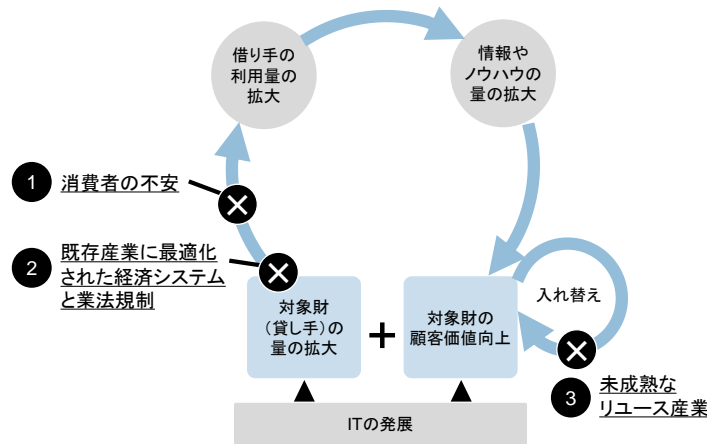 借り手の
利用量の
拡大
情報や
ノウハウの
量の拡大
1
消費者の不安
2
既存産業に最適化
された経済システム
と業法規制
対象財
（貸し手）の
量の拡大
+
対象財の
顧客価値向上
入れ替え
3
未成熟な
リユース産業
ITの発展